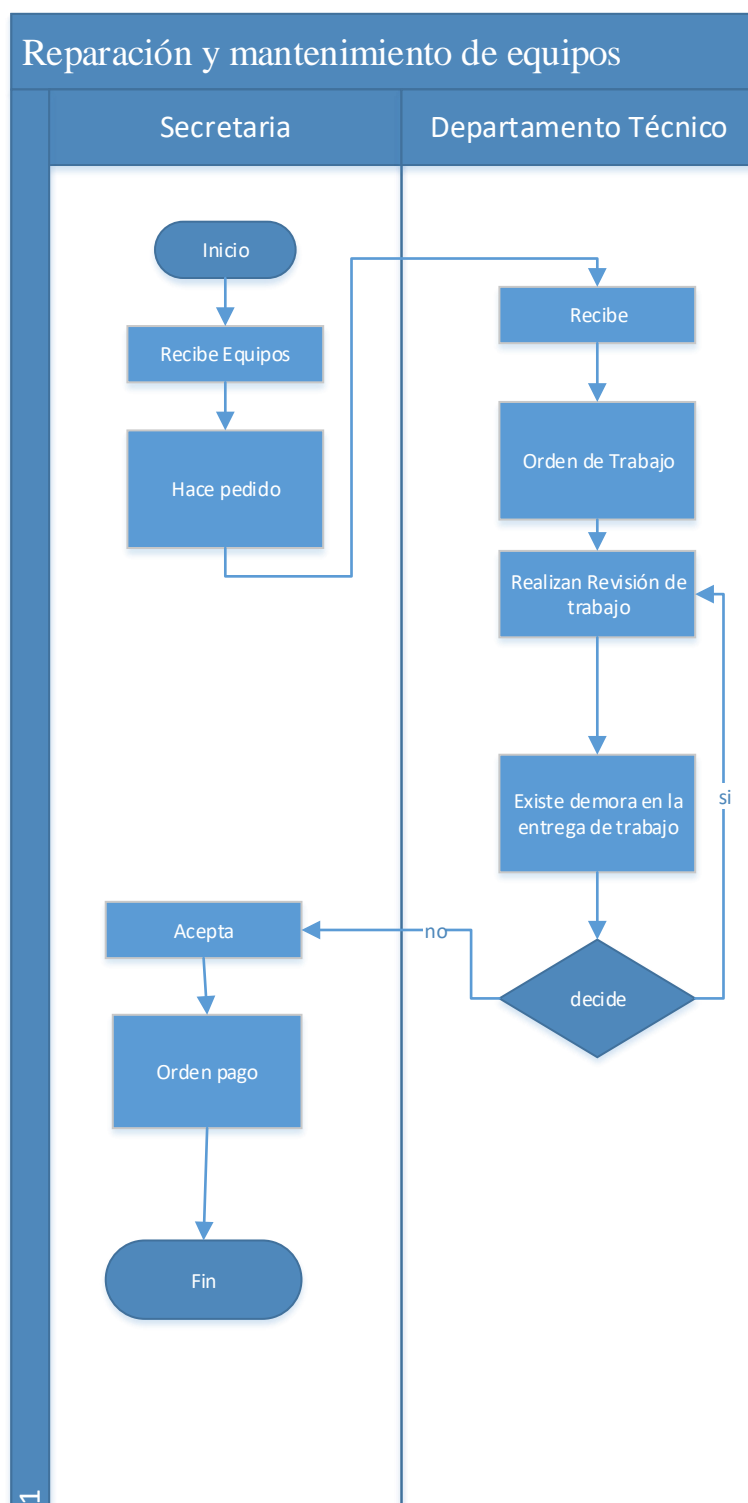 Reparación y mantenimiento de equipos
Secretaria
Departamento Técnico
Inicio
Recibe
Recibe Equipos
Orden de Trabajo
Hace pedido
Realizan Revisión de
trabajo
si
Existe demora en la
entrega de trabajo
Acepta
no
decide
Orden pago
Fin
1